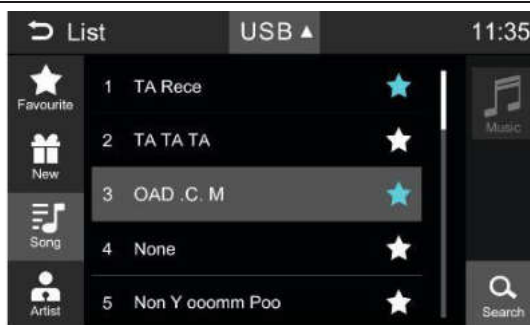 List USB 11:35
Favourite
New
Song
Artist
1 TA Rece
2 TA TA TA
3 OAD .C. M
4 None
5 Non Y ooomm Poo
Music
Search